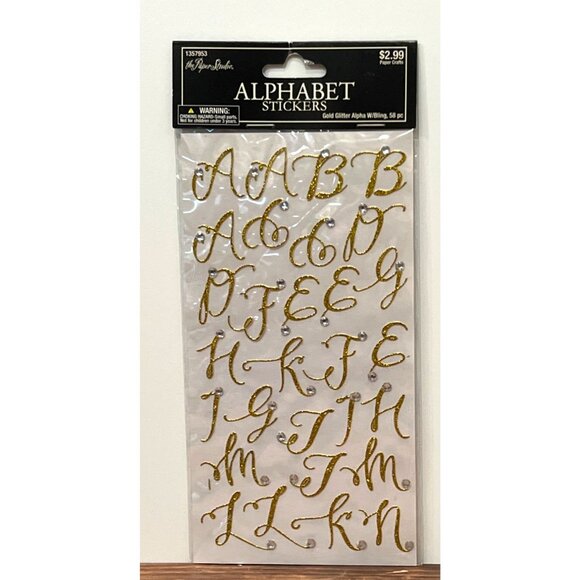 1357953
The Paper Studio
$2.99
Paper Crafts
ALPHABET
STICKERS
WARNING:
CHOKING HAZARD-Small parts.
Not for children under 3 years.
Gold Glitter Alpha W/Bling, 58 pc
A A B B
A C C D
D F E E G
H K F E
I G J I H
M J M
L L K N